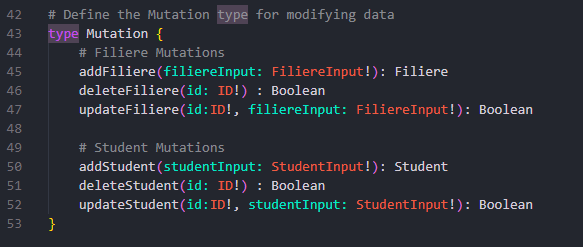 42 # Define the Mutation type for modifying data
43 type Mutation {
44     # Filiere Mutations
45     addFiliere(filiereInput: FiliereInput!): Filiere
46     deleteFiliere(id: ID!) : Boolean
47     updateFiliere(id:ID!, filiereInput: FiliereInput!): Boolean
48
49     # Student Mutations
50     addStudent(studentInput: StudentInput!): Student
51     deleteStudent(id: ID!) : Boolean
52     updateStudent(id:ID!, studentInput: StudentInput!): Boolean
53 }